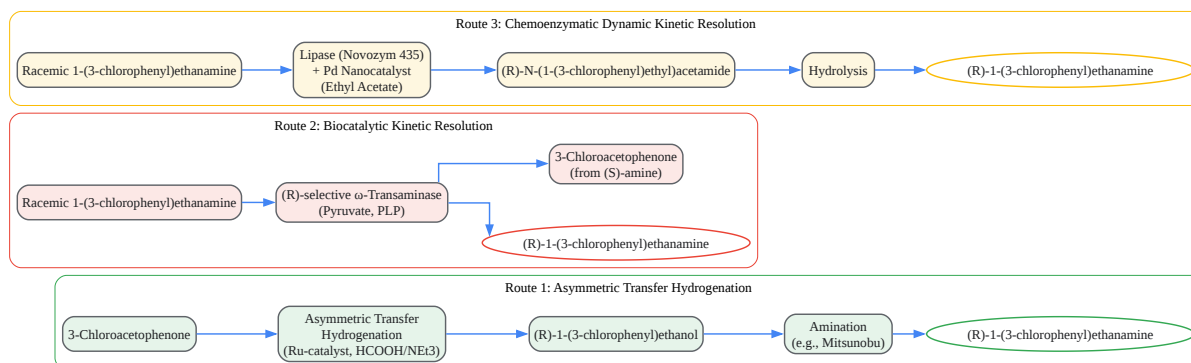 Route 3: Chemoenzymatic Dynamic Kinetic Resolution
Racemic 1-(3-chlorophenyl)ethanamine
Lipase (Novozym 435)
+ Pd Nanocatalyst
(Ethyl Acetate)
(R)-N-(1-(3-chlorophenyl)ethyl)acetamide
Hydrolysis
(R)-1-(3-chlorophenyl)ethanamine
Route 2: Biocatalytic Kinetic Resolution
Racemic 1-(3-chlorophenyl)ethanamine
(R)-selective ω-Transaminase
(Pyruvate, PLP)
3-Chloroacetophenone
(from (S)-amine)
(R)-1-(3-chlorophenyl)ethanamine
Route 1: Asymmetric Transfer Hydrogenation
3-Chloroacetophenone
Asymmetric Transfer
Hydrogenation
(Ru-catalyst, HCOOH/NEt3)
(R)-1-(3-chlorophenyl)ethanol
Amination
(e.g., Mitsunobu)
(R)-1-(3-chlorophenyl)ethanamine